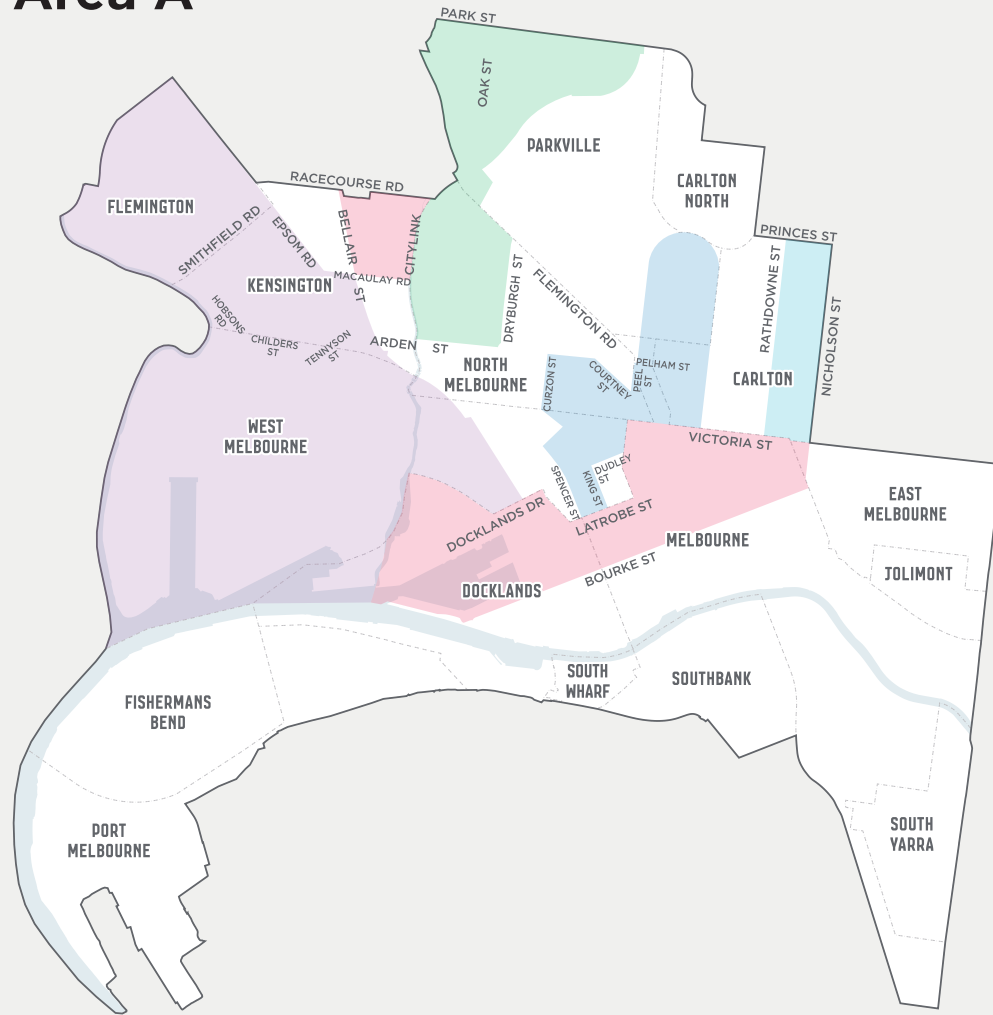 Area A
PARK ST
OAK ST
PARKVILLE
CARLTON
NORTH
RACECOURSE RD
FLEMINGTON
SMITHFIELD RD
EPSOM RD
BELLAIR
ST
CITYLINK
PRINCES ST
KENSINGTON
MACAULAY RD
DRYBURGH ST
FLEMINGTON RD
RATHDOWNE ST
NICHOLSON ST
HOBSONS
RD
CHILDERS
ST
TENNYSON
ST
ARDEN ST
NORTH
MELBOURNE
CURZON ST
COURTNEY
ST
PEEL
ST
PELHAM ST
CARLTON
WEST
MELBOURNE
VICTORIA ST
SPENCER ST
KING ST
DUDLEY
ST
DOCKLANDS DR
LATROBE ST
MELBOURNE
EAST
MELBOURNE
BOURKE ST
JOLIMONT
DOCKLANDS
FISHERMANS
BEND
SOUTH
WHARF
SOUTHBANK
PORT
MELBOURNE
SOUTH
YARRA